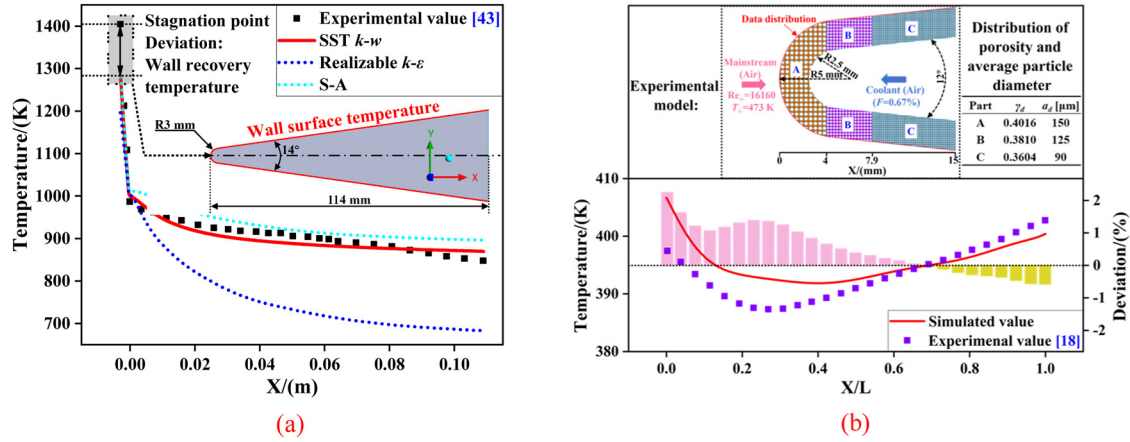 Stagnation point
Deviation:
Wall recovery
temperature
Experimental value [43]
SST k-w
Realizable k-ε
S-A
Wall surface temperature
R3 mm
14°
Y
X
114 mm
1400
1300
1200
1100
1000
900
800
700
Temperature/(K)
0.00
0.02
0.04
0.06
0.08
0.10
X/(m)
(a)
Experimental
model:
Data distribution
Mainstream
(Air)
Re∞=16160
T∞=473 K
A
B
C
B
C
R2.5 mm
R5 mm
Coolant (Air)
(F=0.67%)
12°
0
4
7.9
15
X/(mm)
Distribution of
porosity and
average particle
diameter
Part γd ad [μm]
A 0.4016 150
B 0.3810 125
C 0.3604 90
410
400
390
380
Temperature/(K)
2
1
0
-1
-2
Deviation/(%)
Simulated value
Experimenal value [18]
0.0
0.2
0.4
0.6
0.8
1.0
X/L
(b)